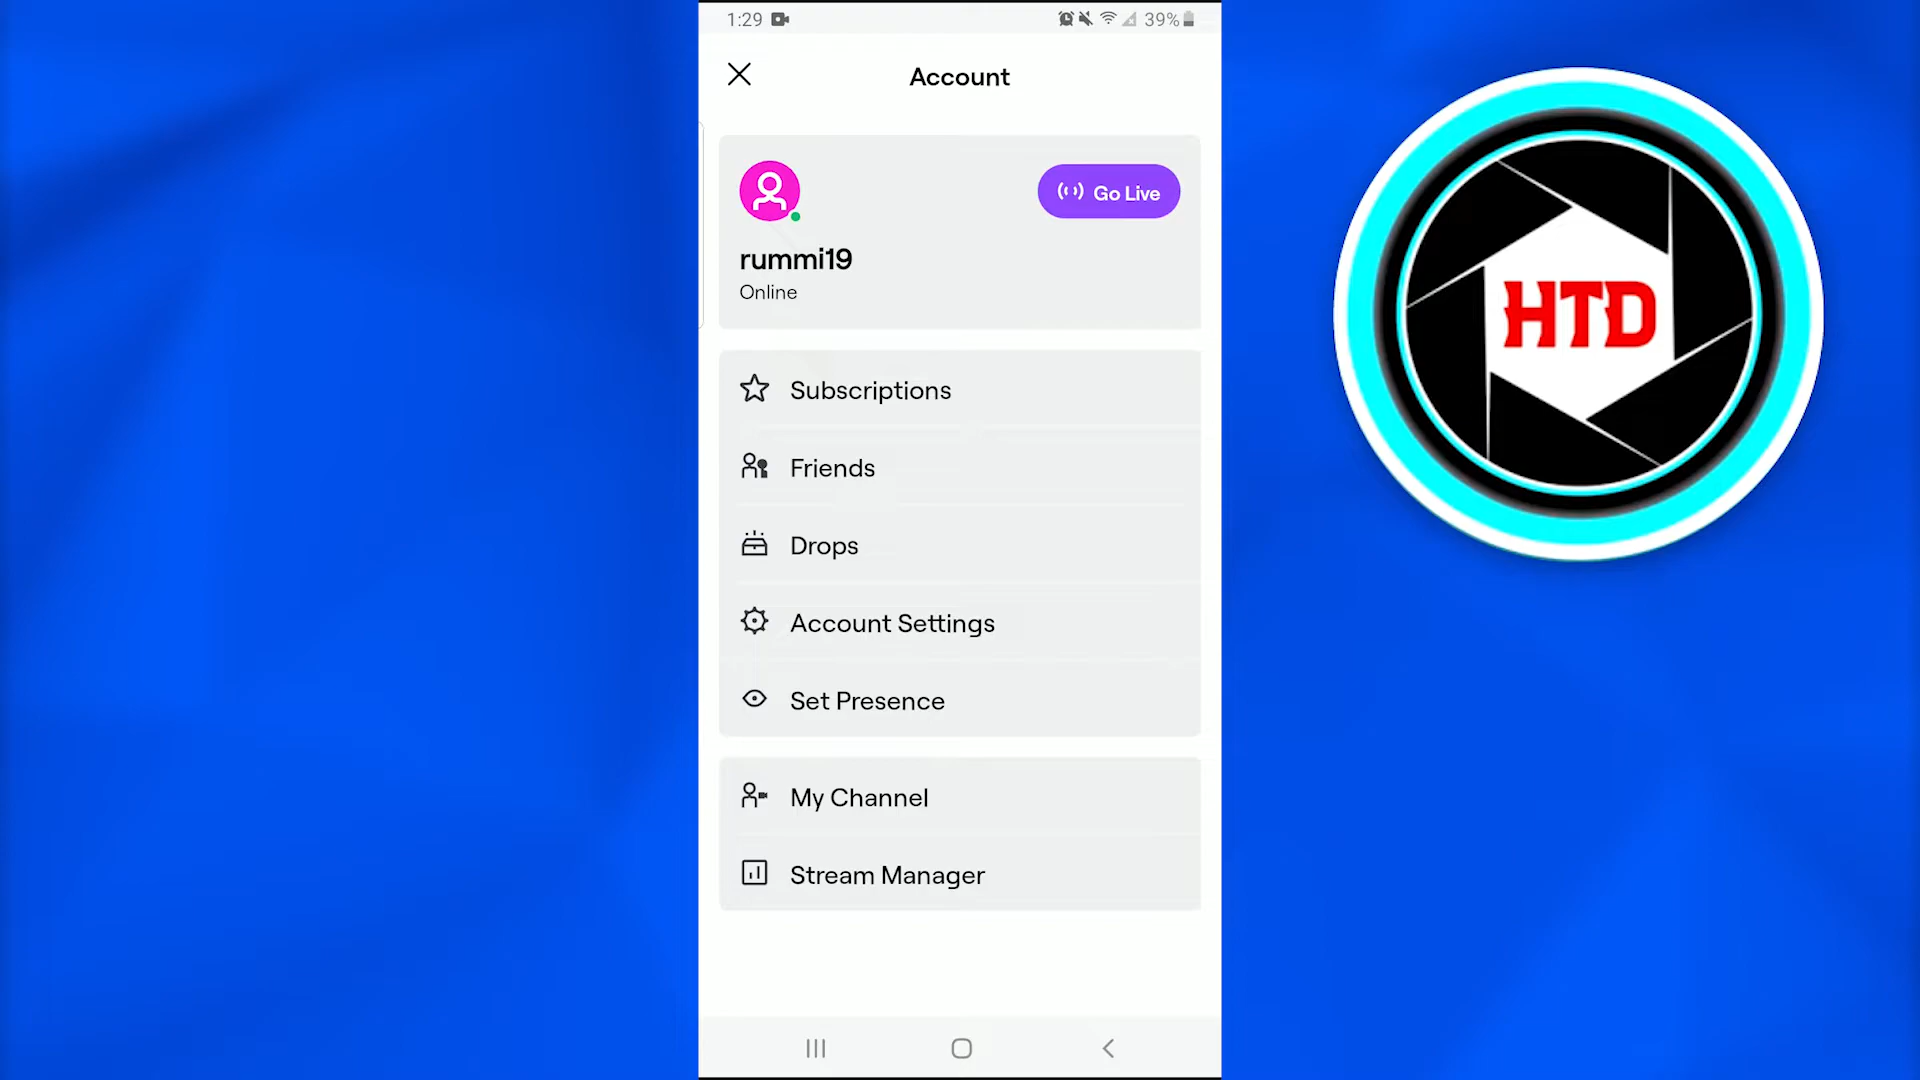 1:29
39%
Account
Go Live
rummi19
Online
Subscriptions
Friends
Drops
Account Settings
Set Presence
My Channel
Stream Manager
HTD